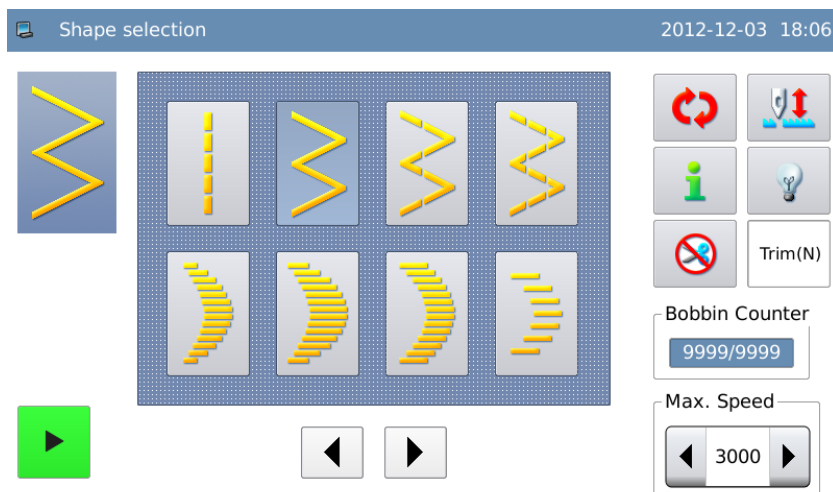 Shape selection
2012-12-03 18:06
Trim(N)
Bobbin Counter
9999/9999
Max. Speed
3000